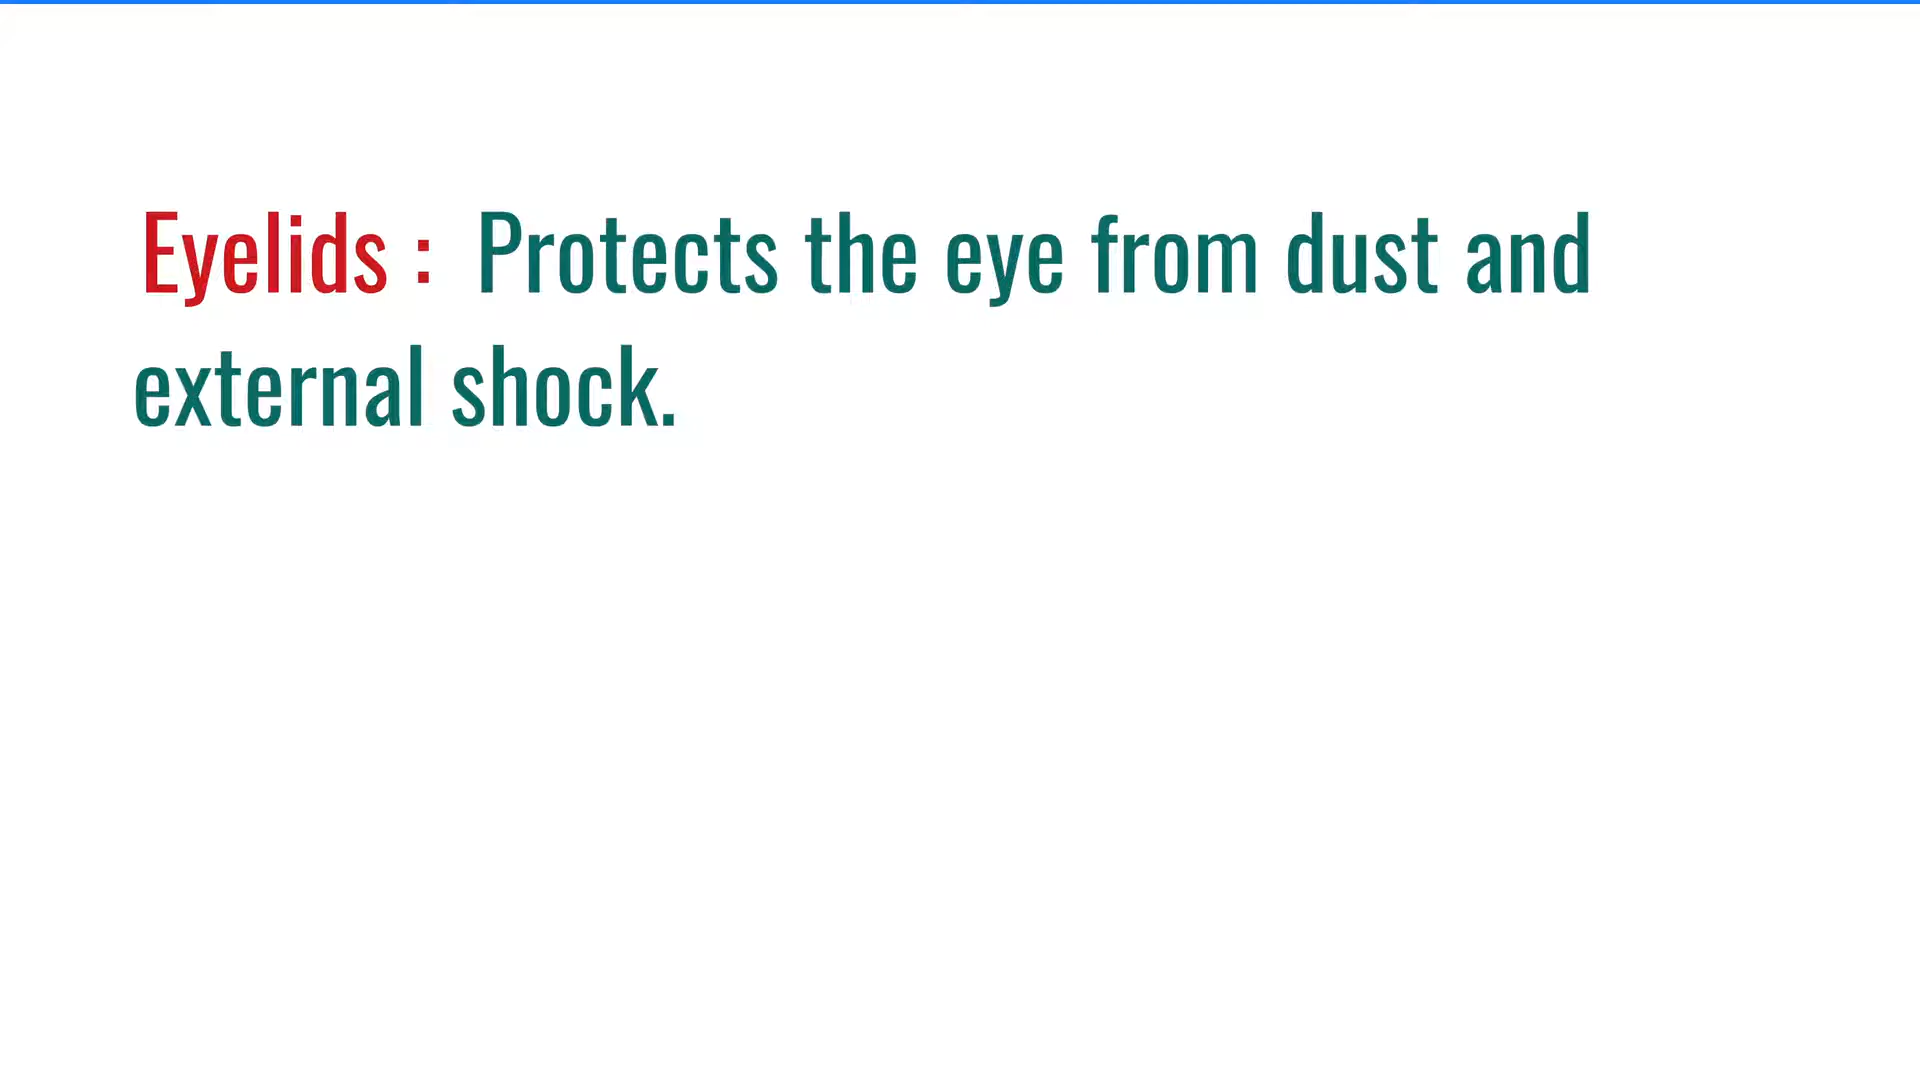 Eyelids : Protects the eye from dust and
external shock.